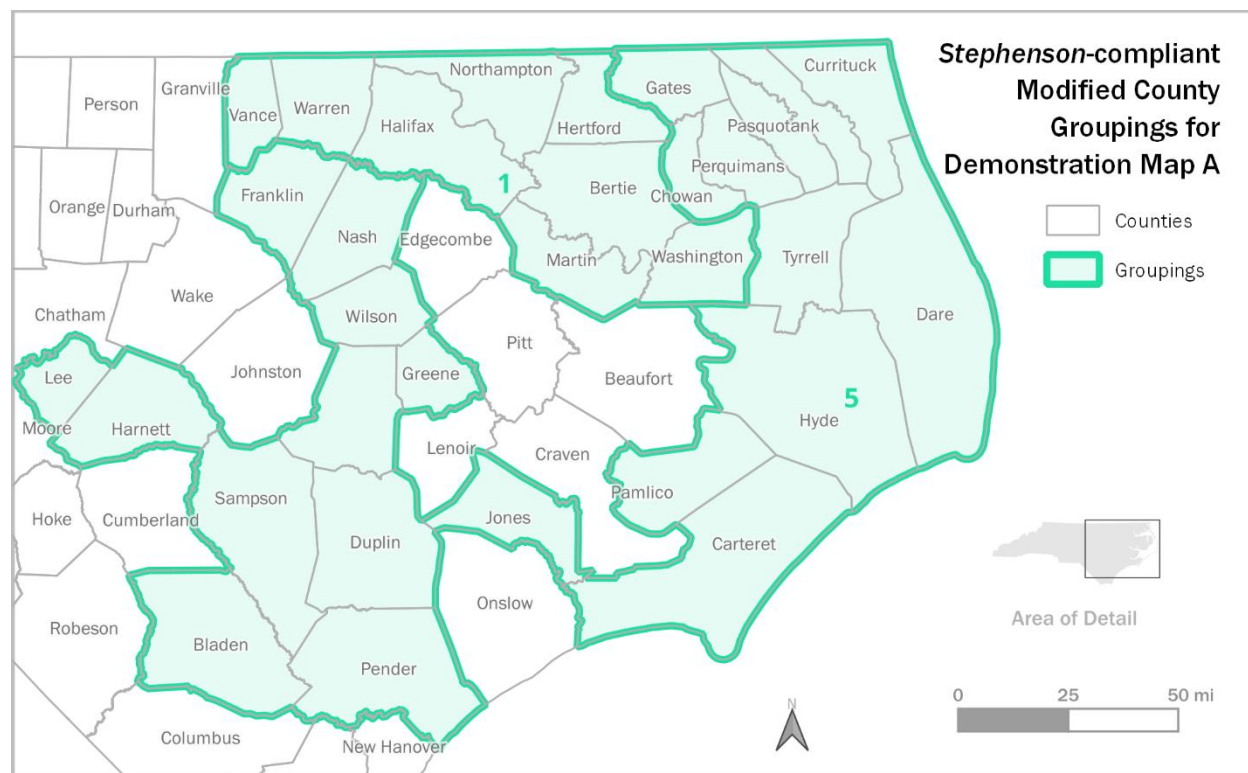 Stephenson-compliant
Modified County
Groupings for
Demonstration Map A
Counties
Groupings
Person
Granville
Vance
Warren
Northampton
Halifax
Hertford
Gates
Currituck
Pasquotank
Perquimans
Chowan
Bertie
1
Orange
Durham
Franklin
Nash
Edgecombe
Martin
Washington
Tyrrell
Dare
Wake
Chatham
Wilson
Pitt
Beaufort
Hyde
5
Lee
Johnston
Greene
Moore
Harnett
Lenoir
Craven
Pamlico
Sampson
Jones
Carteret
Hoke
Cumberland
Duplin
Onslow
Robeson
Bladen
Pender
Columbus
New Hanover
Area of Detail
N
0 25 50 mi